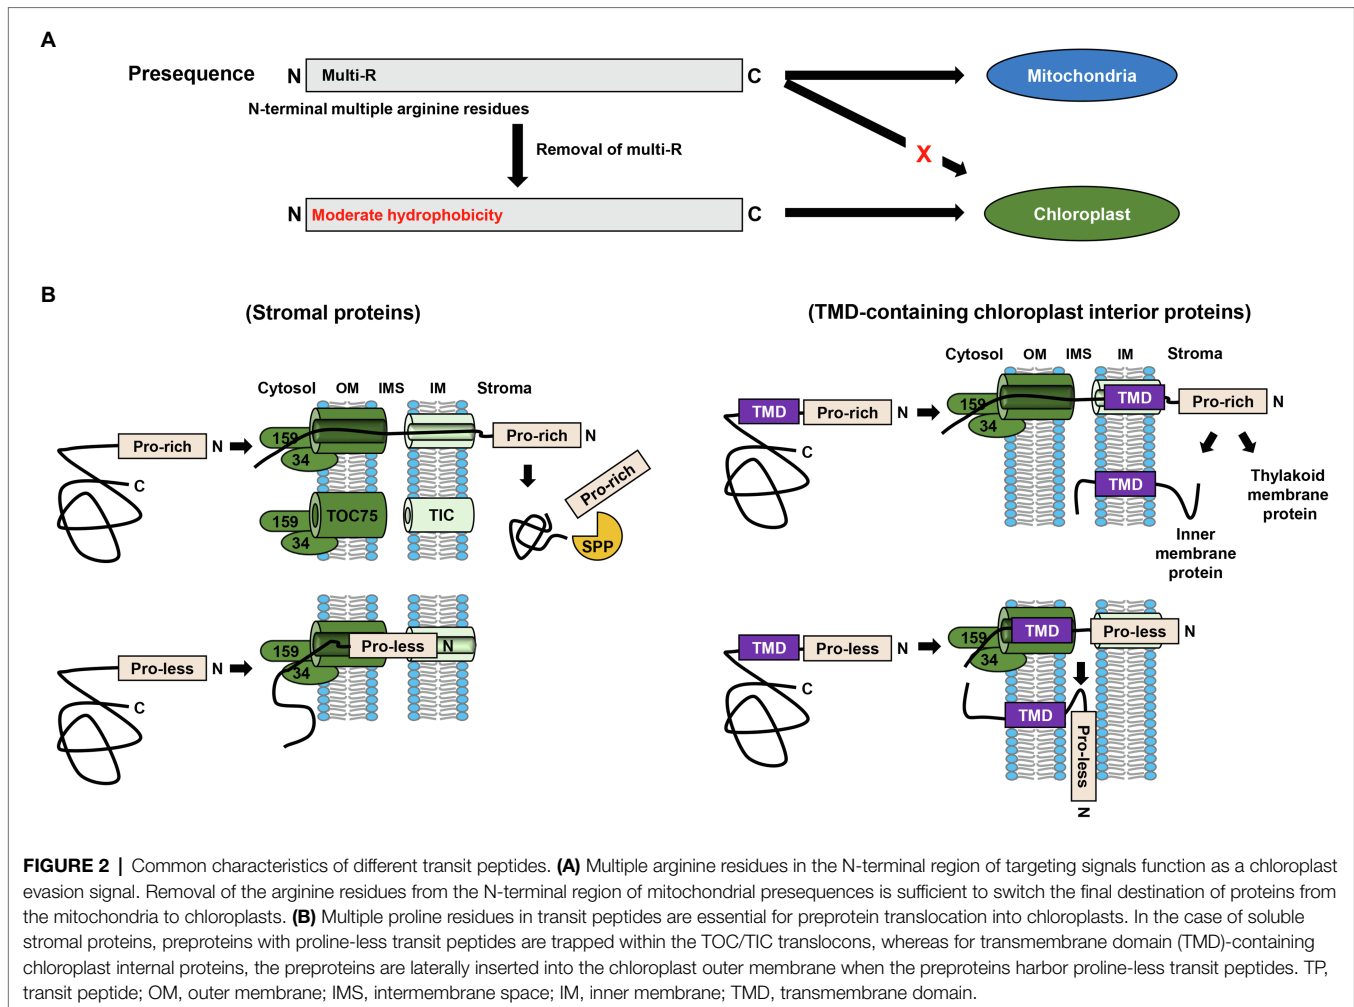 A
Presequence N Multi-R C Mitochondria
N-terminal multiple arginine residues
Removal of multi-R
X
N Moderate hydrophobicity C Chloroplast
B
(Stromal proteins)
Cytosol OM IMS IM Stroma
Pro-rich N
C
159
34
Pro-rich N
Pro-rich
SPP
159
34
TOC75
TIC
Pro-less N
C
159
34
Pro-less N
(TMD-containing chloroplast interior proteins)
Cytosol OM IMS IM Stroma
TMD Pro-rich N
C
159
34
TMD Pro-rich N
TMD
Thylakoid
membrane
protein
Inner
membrane
protein
TMD Pro-less N
C
159
34
TMD Pro-less N
TMD
Pro-less
N
FIGURE 2 | Common characteristics of different transit peptides. (A) Multiple arginine residues in the N-terminal region of targeting signals function as a chloroplast
evasion signal. Removal of the arginine residues from the N-terminal region of mitochondrial presequences is sufficient to switch the final destination of proteins from
the mitochondria to chloroplasts. (B) Multiple proline residues in transit peptides are essential for preprotein translocation into chloroplasts. In the case of soluble
stromal proteins, preproteins with proline-less transit peptides are trapped within the TOC/TIC translocons, whereas for transmembrane domain (TMD)-containing
chloroplast internal proteins, the preproteins are laterally inserted into the chloroplast outer membrane when the preproteins harbor proline-less transit peptides. TP,
transit peptide; OM, outer membrane; IMS, intermembrane space; IM, inner membrane; TMD, transmembrane domain.